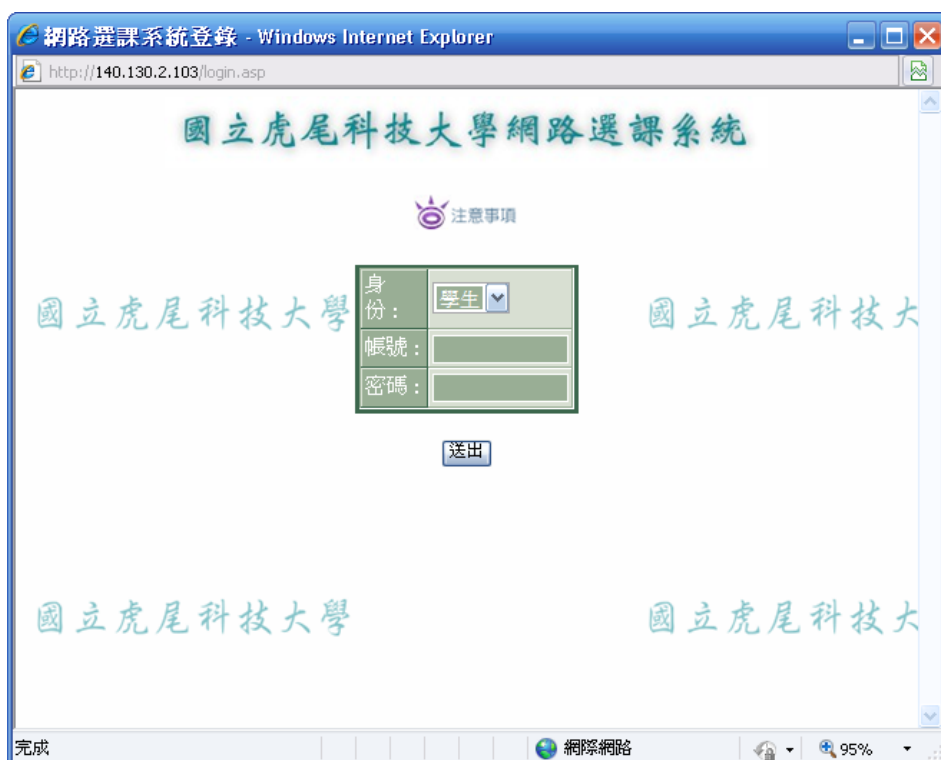 網路選課系統登錄 - Windows Internet Explorer
http://140.130.2.103/login.asp
國立虎尾科技大學網路選課系統
注意事項
國立虎尾科技大學
國立虎尾科技大
身
份：
學生
帳號：
密碼：
送出
國立虎尾科技大學
國立虎尾科技大
完成
網際網路
95%